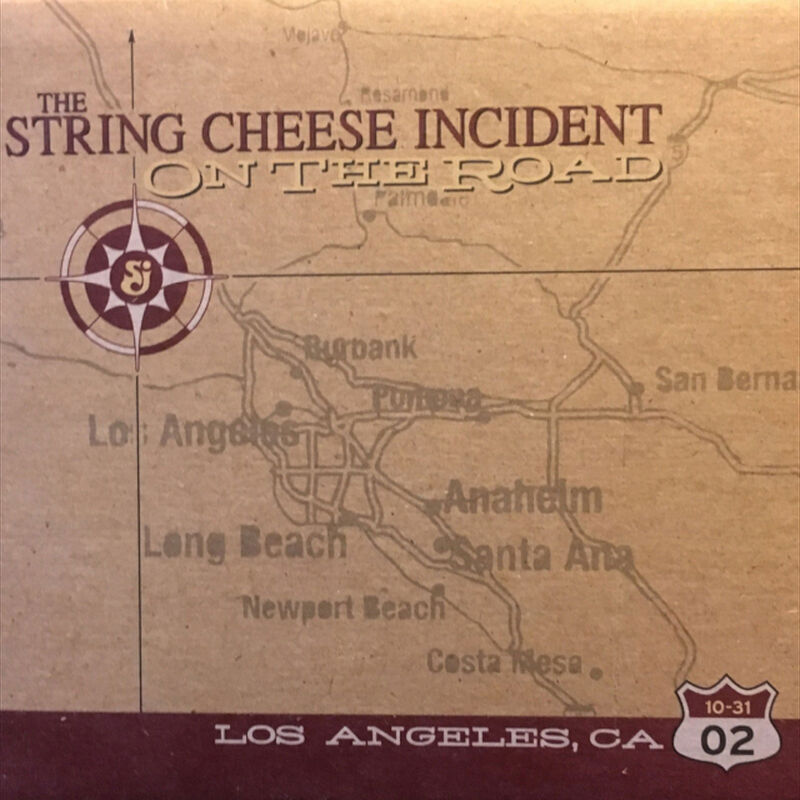 Mojave
Rosamond
THE
STRING CHEESE INCIDENT
ON THE ROAD
Palmdale
SCI
Burbank
San Berna
Pomona
Los Angeles
Anaheim
Long Beach
Santa Ana
Newport Beach
Costa Mesa
10-31
LOS ANGELES, CA
02